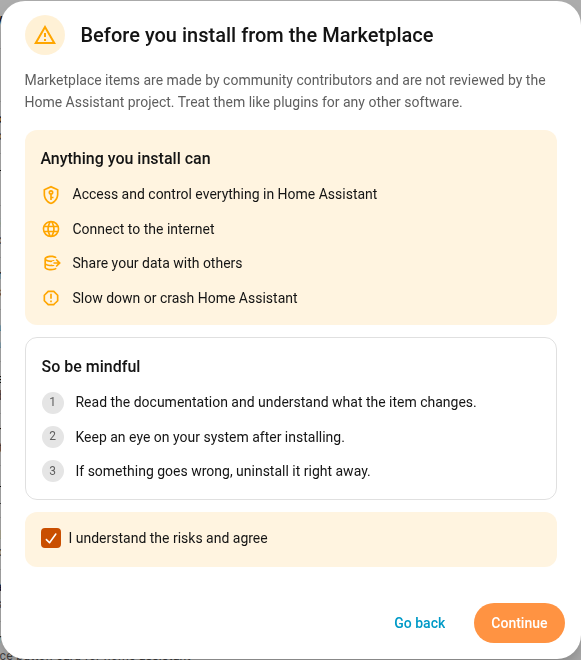 Before you install from the Marketplace
Marketplace items are made by community contributors and are not reviewed by the
Home Assistant project. Treat them like plugins for any other software.
Anything you install can
Access and control everything in Home Assistant
Connect to the internet
Share your data with others
Slow down or crash Home Assistant
So be mindful
1 Read the documentation and understand what the item changes.
2 Keep an eye on your system after installing.
3 If something goes wrong, uninstall it right away.
I understand the risks and agree
Go back Continue